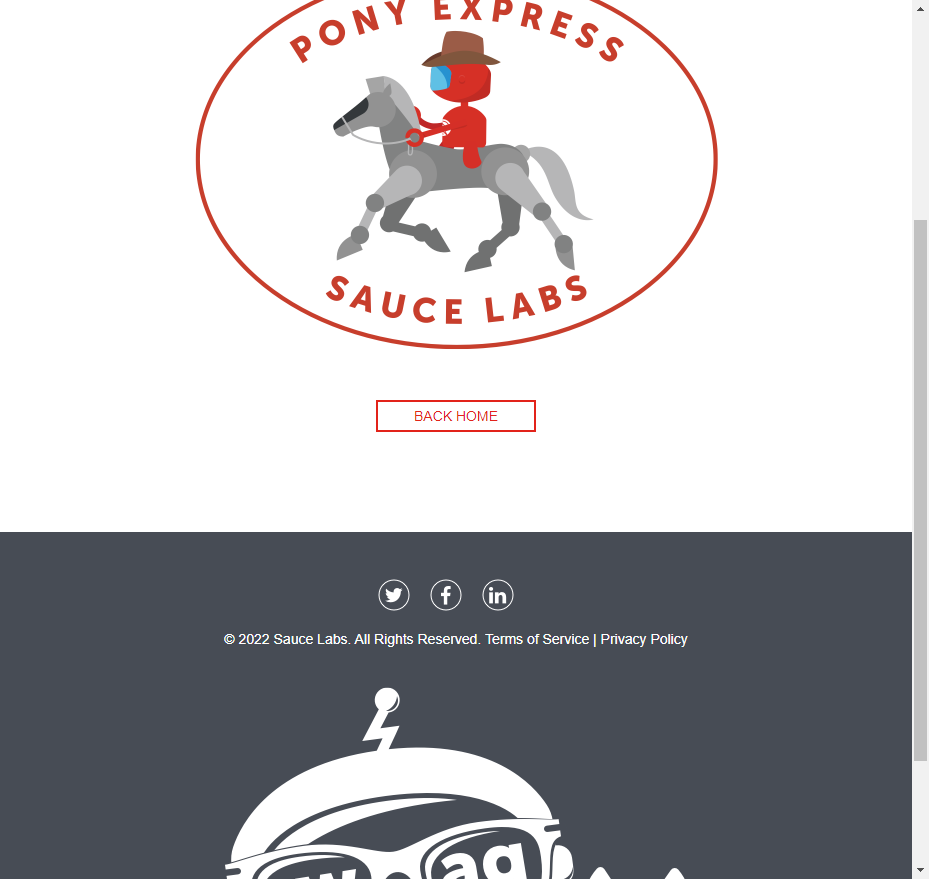 PONY EXPRESS
SAUCE LABS
BACK HOME
© 2022 Sauce Labs. All Rights Reserved. Terms of Service | Privacy Policy